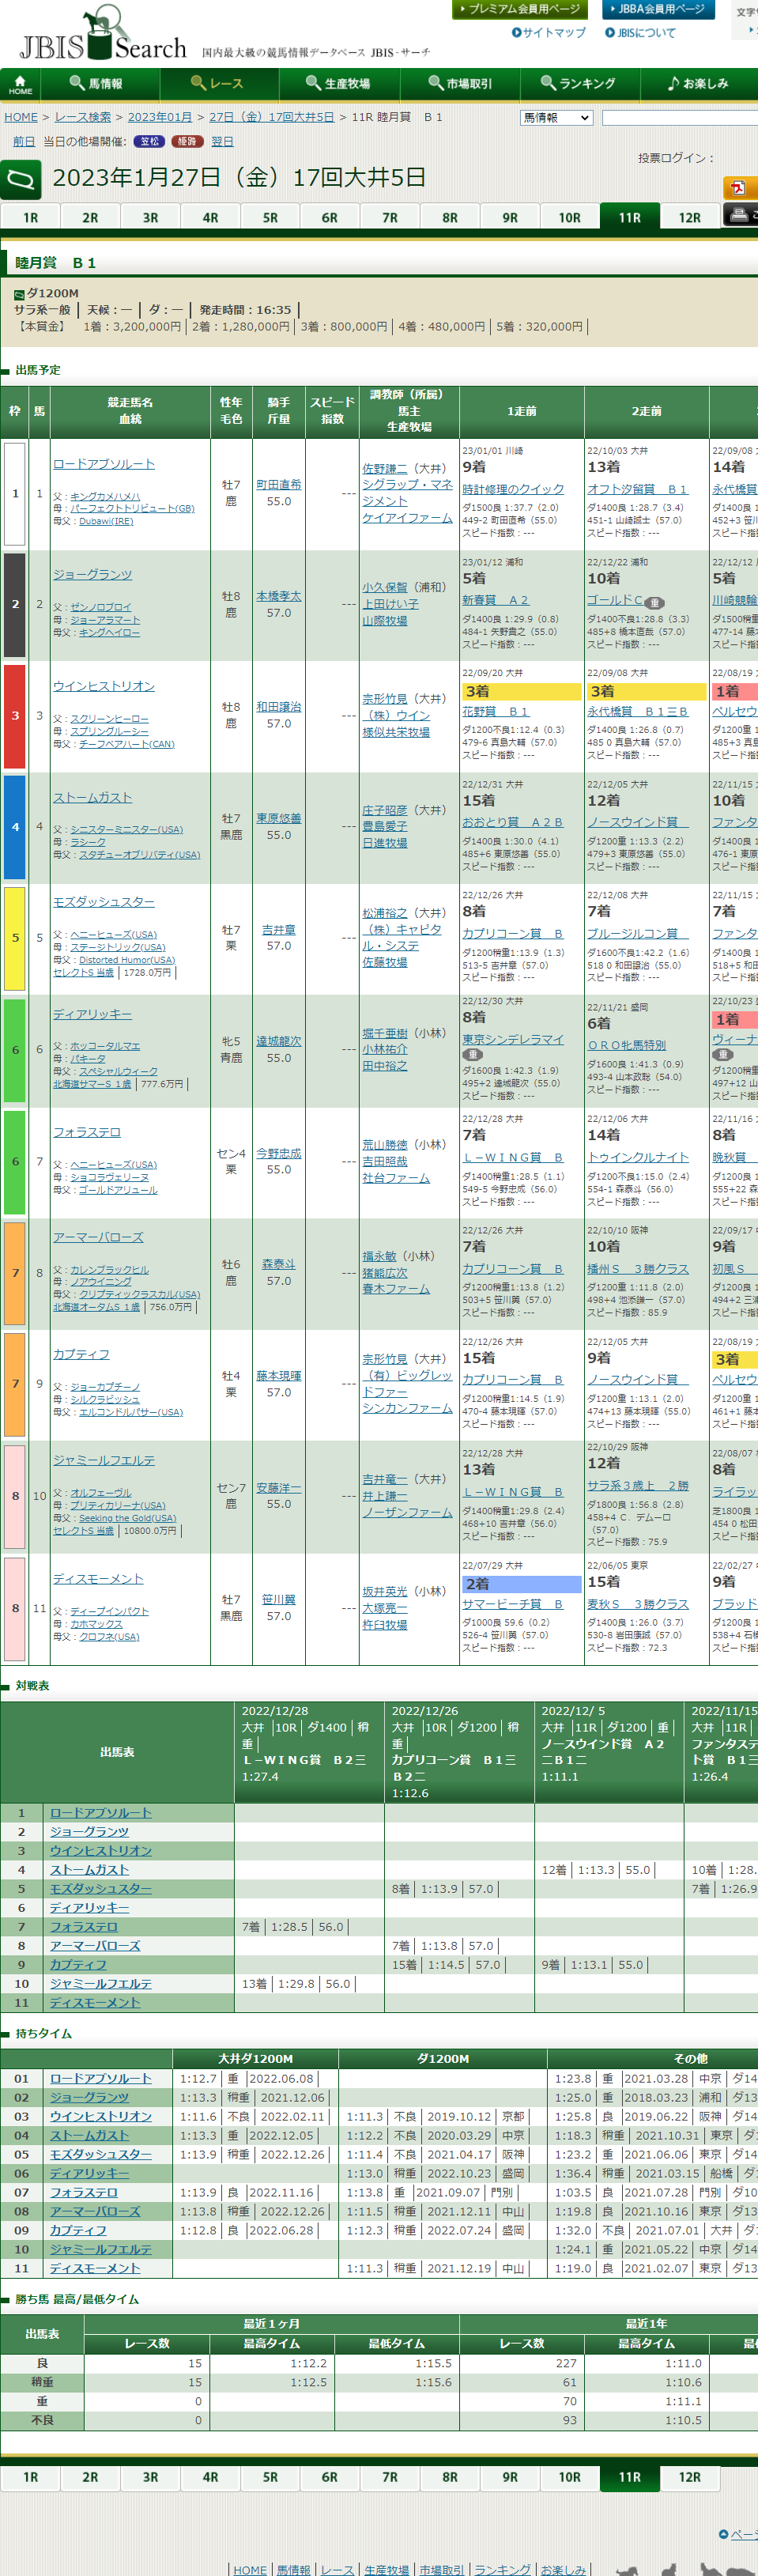 JBIS Search 国内最大級の競馬情報データベース JBIS-サーチ
プレミアム会員用ページ JBBA会員用ページ
サイトマップ JBISについて
HOME 馬情報 レース 生産牧場 市場取引 ランキング お楽しみ
HOME > レース検索 > 2023年01月 > 27日（金）17回大井5日 > 11R 睦月賞　Ｂ１
馬情報
前日 当日の他場開催: 笠松 姫路 翌日
投票ログイン：
2023年1月27日（金）17回大井5日
1R 2R 3R 4R 5R 6R 7R 8R 9R 10R 11R 12R
睦月賞　Ｂ１
ダ1200M
サラ系一般 | 天候：― | ダ：― | 発走時間：16:35 |
【本賞金】 1着：3,200,000円 | 2着：1,280,000円 | 3着：800,000円 | 4着：480,000円 | 5着：320,000円 |
出馬予定
枠 馬 競走馬名 血統 性年 毛色 騎手 斤量 スピード指数 調教師（所属） 馬主 生産牧場 1走前 2走前
1 1 ロードアブソルート 父：キングカメハメハ 母：パーフェクトトリビュート(GB) 母父：Dubawi(IRE) 牡7 鹿 町田直希 55.0 --- 佐野謙二（大井） シグラップ・マネジメント ケイアイファーム
23/01/01 川崎 9着 時計修理のクイック ダ1500良 1:37.7（2.0） 449-2 町田直希（55.0） スピード指数：---
22/10/03 大井 13着 オフト汐留賞　Ｂ１ ダ1400良 1:28.7（3.4） 451-1 山崎誠士（57.0） スピード指数：---
22/09/08 14着 永代橋賞 ダ1400良 452+3 笹川 スピード指数
2 2 ジョーグランツ 父：ゼンノロブロイ 母：ジョーアラマート 母父：キングヘイロー 牡8 鹿 本橋孝太 57.0 --- 小久保智（浦和） 上田けい子 山際牧場
23/01/12 浦和 5着 新春賞　Ａ２ ダ1400良 1:29.9（0.8） 484-1 矢野貴之（55.0） スピード指数：---
22/12/22 浦和 10着 ゴールドＣ 重 ダ1400不良1:28.8（3.3） 485+8 橋本直哉（57.0） スピード指数：---
22/12/12 5着 川崎競輪 ダ1500稍重 477-14 藤本 スピード指数
3 3 ウインヒストリオン 父：スクリーンヒーロー 母：スプリングルーシー 母父：チーフベアハート(CAN) 牡8 鹿 和田譲治 57.0 --- 宗形竹見（大井） （株）ウイン 様似共栄牧場
22/09/20 大井 3着 花野賞　Ｂ１ ダ1200不良1:12.4（0.3） 479-6 真島大輔（57.0） スピード指数：---
22/09/08 大井 3着 永代橋賞　Ｂ１三Ｂ ダ1400良 1:26.8（0.7） 485 0 真島大輔（57.0） スピード指数：---
22/08/19 1着 ペルセウ ダ1200重 485+3 真島 スピード指数
4 4 ストームガスト 父：シニスターミニスター(USA) 母：ラシーク 母父：スタチューオブリバティ(USA) 牡7 黒鹿 東原悠善 55.0 --- 庄子昭彦（大井） 豊島愛子 日進牧場
22/12/31 大井 15着 おおとり賞　Ａ２Ｂ ダ1400良 1:30.0（4.1） 485+6 東原悠善（55.0） スピード指数：---
22/12/05 大井 12着 ノースウインド賞 ダ1200重 1:13.3（2.2） 479+3 東原悠善（55.0） スピード指数：---
22/11/15 10着 ファンタ ダ1400良 476-1 東原 スピード指数
5 5 モズダッシュスター 父：ヘニーヒューズ(USA) 母：ステージトリック(USA) 母父：Distorted Humor(USA) セレクトS 当歳 | 1728.0万円 | 牡7 栗 吉井章 57.0 --- 松浦裕之（大井） （株）キャピタル・システ 佐藤牧場
22/12/26 大井 8着 カプリコーン賞　Ｂ ダ1200稍重1:13.9（1.3） 513-5 吉井章（57.0） スピード指数：---
22/12/08 大井 7着 ブルージルコン賞 ダ1600不良1:42.2（1.6） 518 0 和田譲治（55.0） スピード指数：---
22/11/15 7着 ファンタ ダ1400良 518+5 和田 スピード指数
6 6 ディアリッキー 父：ホッコータルマエ 母：パキータ 母父：スペシャルウィーク 北海道サマーS １歳 | 777.6万円 | 牝5 青鹿 達城龍次 55.0 --- 堀千亜樹（小林） 小林祐介 田中裕之
22/12/30 大井 8着 東京シンデレラマイ 重 ダ1600良 1:42.3（1.9） 495+2 達城龍次（55.0） スピード指数：---
22/11/21 盛岡 6着 ＯＲＯ牝馬特別 ダ1600良 1:41.3（0.9） 493-4 山本政聡（54.0） スピード指数：---
22/10/23 1着 ヴィーナ 重 ダ1200稍重 497+12 山 スピード指数
6 7 フォラステロ 父：ヘニーヒューズ(USA) 母：ショコラヴェリーヌ 母父：ゴールドアリュール セン4 栗 今野忠成 55.0 --- 荒山勝徳（小林） 吉田照哉 社台ファーム
22/12/28 大井 7着 Ｌ−ＷＩＮＧ賞　Ｂ ダ1400稍重1:28.5（1.1） 549-5 今野忠成（56.0） スピード指数：---
22/12/06 大井 14着 トゥインクルナイト ダ1200不良1:15.0（2.4） 554-1 森泰斗（56.0） スピード指数：---
22/11/16 8着 晩秋賞 ダ1200良 555+22 森 スピード指数
7 8 アーマーバローズ 父：カレンブラックヒル 母：ノアウイニング 母父：クリプティックラスカル(USA) 北海道オータムS １歳 | 756.0万円 | 牡6 鹿 森泰斗 57.0 --- 福永敏（小林） 猪熊広次 春木ファーム
22/12/26 大井 7着 カプリコーン賞　Ｂ ダ1200稍重1:13.8（1.2） 503+5 笹川翼（57.0） スピード指数：---
22/10/10 阪神 10着 播州Ｓ　３勝クラス ダ1200重 1:11.8（2.0） 498+4 池添謙一（57.0） スピード指数：85.9
22/09/17 9着 初風Ｓ ダ1200良 494+2 三浦 スピード指数
7 9 カプティフ 父：ジョーカプチーノ 母：シルクラビッシュ 母父：エルコンドルパサー(USA) 牡4 栗 藤本現暉 57.0 --- 宗形竹見（大井） （有）ビッグレッドファー シンカンファーム
22/12/26 大井 15着 カプリコーン賞　Ｂ ダ1200稍重1:14.5（1.9） 470-4 藤本現暉（57.0） スピード指数：---
22/12/05 大井 9着 ノースウインド賞 ダ1200重 1:13.1（2.0） 474+13 藤本現暉（55.0） スピード指数：---
22/08/19 3着 ペルセウ ダ1200重 461+1 藤本 スピード指数
8 10 ジャミールフエルテ 父：オルフェーヴル 母：プリティカリーナ(USA) 母父：Seeking the Gold(USA) セレクトS 当歳 | 10800.0万円 | セン7 鹿 安藤洋一 55.0 --- 吉井竜一（大井） 井上謙一 ノーザンファーム
22/12/28 大井 13着 Ｌ−ＷＩＮＧ賞　Ｂ ダ1400稍重1:29.8（2.4） 468+10 吉井章（56.0） スピード指数：---
22/10/29 阪神 12着 サラ系３歳上　２勝 ダ1800良 1:56.8（2.8） 458+4 Ｃ．デムーロ（57.0） スピード指数：75.9
22/08/07 8着 ライラッ 芝1800良 454 0 松田 スピード指数
8 11 ディスモーメント 父：ディープインパクト 母：カホマックス 母父：クロフネ(USA) 牡7 黒鹿 笹川翼 57.0 --- 坂井英光（小林） 大塚亮一 杵臼牧場
22/07/29 大井 2着 サマービーチ賞　Ｂ ダ1000良 59.6（0.2） 526-4 笹川翼（57.0） スピード指数：---
22/06/05 東京 15着 麦秋Ｓ　３勝クラス ダ1400良 1:26.0（3.7） 530-8 岩田康誠（57.0） スピード指数：72.3
22/02/27 9着 ブラッド ダ1200良 538+4 石橋 スピード指数
対戦表
出馬表
2022/12/28 大井 |10R| ダ1400 | 稍重 | Ｌ−ＷＩＮＧ賞　Ｂ２三 1:27.4
2022/12/26 大井 |10R| ダ1200 | 稍重 | カプリコーン賞　Ｂ１三Ｂ２二 1:12.6
2022/12/ 5 大井 |11R| ダ1200 | 重 | ノースウインド賞　Ａ２二Ｂ１二 1:11.1
2022/11/15 大井 |11R| ファンタステ ト賞　Ｂ１三 1:26.4
1 ロードアブソルート
2 ジョーグランツ
3 ウインヒストリオン
4 ストームガスト 12着 | 1:13.3 | 55.0 | 10着 | 1:28.
5 モズダッシュスター 8着 | 1:13.9 | 57.0 | 7着 | 1:26.9
6 ディアリッキー
7 フォラステロ 7着 | 1:28.5 | 56.0 |
8 アーマーバローズ 7着 | 1:13.8 | 57.0 |
9 カプティフ 15着 | 1:14.5 | 57.0 | 9着 | 1:13.1 | 55.0 |
10 ジャミールフエルテ 13着 | 1:29.8 | 56.0 |
11 ディスモーメント
持ちタイム
大井ダ1200M ダ1200M その他
01 ロードアブソルート 1:12.7 | 重 |2022.06.08| 1:23.8 | 重 |2021.03.28| 中京 | ダ14
02 ジョーグランツ 1:13.3 | 稍重 | 2021.12.06 | 1:25.0 | 重 |2018.03.23| 浦和 | ダ13
03 ウインヒストリオン 1:11.6 | 不良 | 2022.02.11 | 1:11.3 | 不良 | 2019.10.12 | 京都 | 1:25.8 | 良 |2019.06.22| 阪神 | ダ14
04 ストームガスト 1:13.3 | 重 |2022.12.05| 1:12.2 | 不良 | 2020.03.29 | 中京 | 1:18.3 | 稍重 | 2021.10.31 | 東京 | ダ
05 モズダッシュスター 1:13.9 | 稍重 | 2022.12.26 | 1:11.4 | 不良 | 2021.04.17 | 阪神 | 1:23.2 | 重 |2021.06.06| 東京 | ダ14
06 ディアリッキー 1:13.0 | 稍重 | 2022.10.23 | 盛岡 | 1:36.4 | 稍重 | 2021.03.15 | 船橋 | ダ
07 フォラステロ 1:13.9 | 良 |2022.11.16| 1:13.8 | 重 |2021.09.07| 門別 | 1:03.5 | 良 |2021.07.28| 門別 | ダ10
08 アーマーバローズ 1:13.8 | 稍重 | 2022.12.26 | 1:11.5 | 稍重 | 2021.12.11 | 中山 | 1:19.8 | 良 |2021.10.16| 東京 | ダ13
09 カプティフ 1:12.8 | 良 |2022.06.28| 1:12.3 | 稍重 | 2022.07.24 | 盛岡 | 1:32.0 | 不良 | 2021.07.01 | 大井 | ダ
10 ジャミールフエルテ 1:24.1 | 重 |2021.05.22| 中京 | ダ14
11 ディスモーメント 1:11.3 | 稍重 | 2021.12.19 | 中山 | 1:19.0 | 良 |2021.02.07| 東京 | ダ13
勝ち馬 最高/最低タイム
出馬表 最近１ヶ月 最近1年
レース数 最高タイム 最低タイム レース数 最高タイム
良 15 1:12.2 1:15.5 227 1:11.0
稍重 15 1:12.5 1:15.6 61 1:10.6
重 0 70 1:11.1
不良 0 93 1:10.5
1R 2R 3R 4R 5R 6R 7R 8R 9R 10R 11R 12R
ページ
| HOME | 馬情報 | レース | 生産牧場 | 市場取引 | ランキング | お楽しみ |